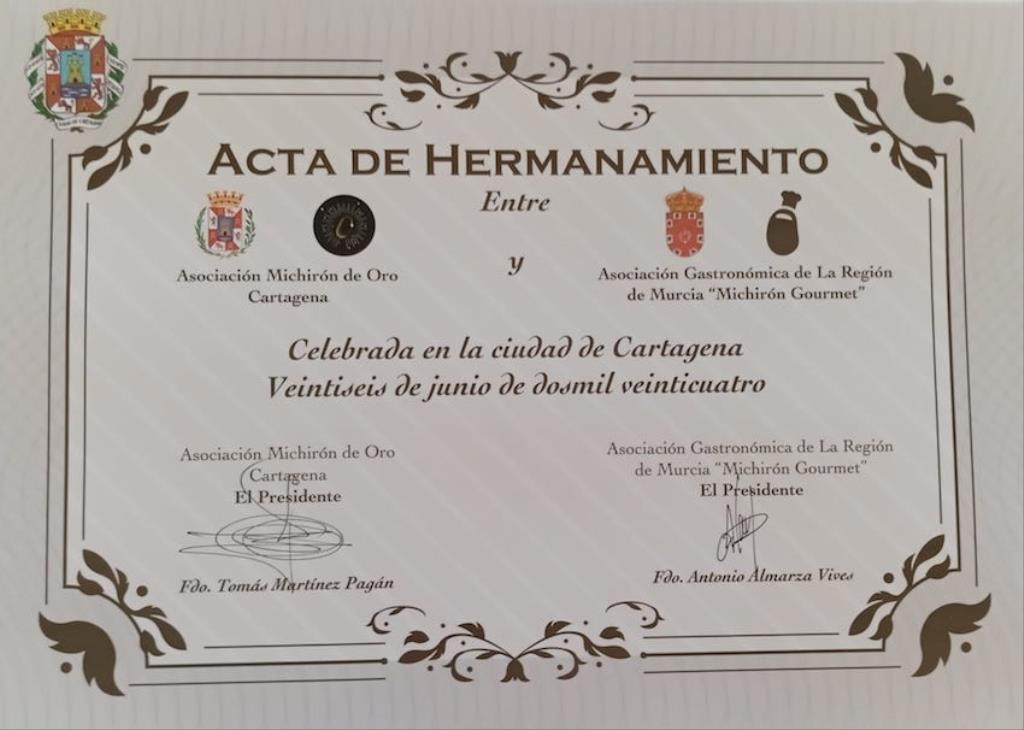 ACTA DE HERMANAMIENTO
Entre
Asociación Michirón de Oro
Cartagena
y
Asociación Gastronómica de La Región
de Murcia "Michirón Gourmet"
Celebrada en la ciudad de Cartagena
Veintiseis de junio de dosmil veinticuatro
Asociación Michirón de Oro
Cartagena
El Presidente
Fdo. Tomás Martínez Pagán
Asociación Gastronómica de La Región
de Murcia "Michirón Gourmet"
El Presidente
Fdo. Antonio Almarza Vives